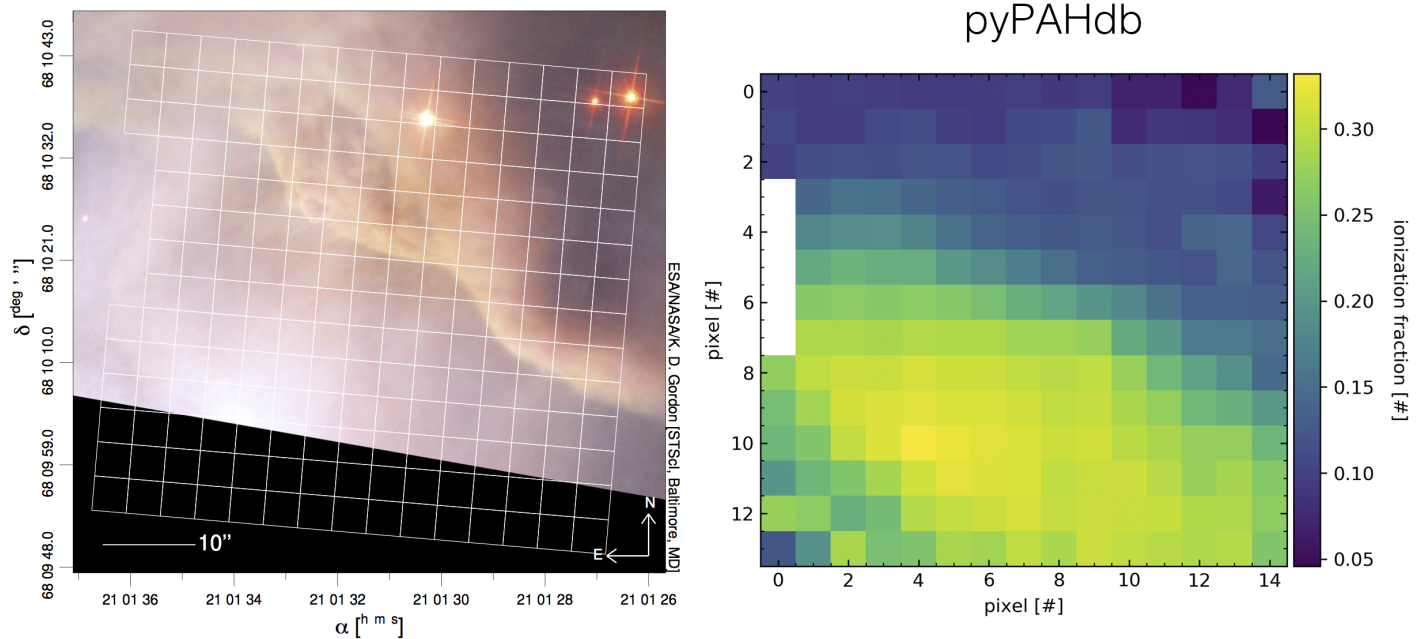 pyPAHdb
68 10 43.0
68 10 32.0
68 10 21.0
68 10 10.0
68 09 59.0
68 09 48.0
δ [deg ' '']
ESA/NASA/K. D. Gordon [STScI, Baltimore, MD]
N
E
10''
21 01 36
21 01 34
21 01 32
21 01 30
21 01 28
21 01 26
α [h m s]
0
2
4
6
8
10
12
pixel [#]
0
2
4
6
8
10
12
14
pixel [#]
0.30
0.25
0.20
0.15
0.10
0.05
ionization fraction [#]